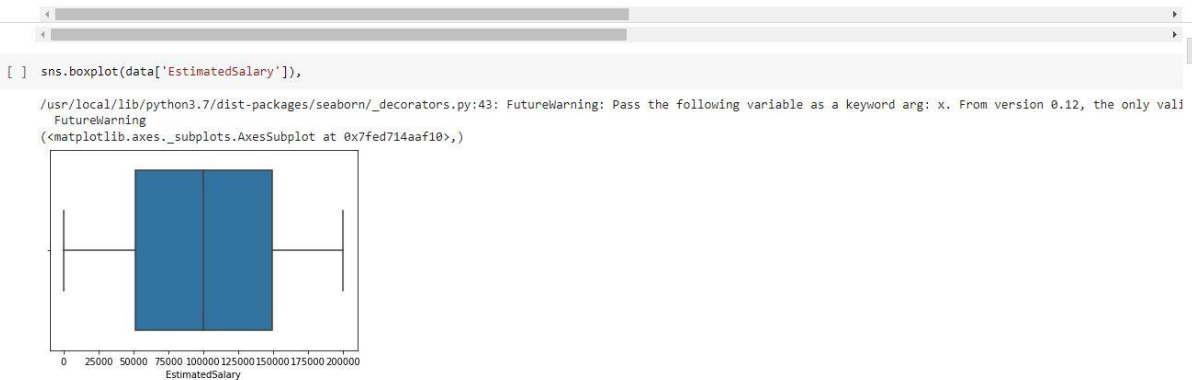 [ ] sns.boxplot(data['EstimatedSalary']),
/usr/local/lib/python3.7/dist-packages/seaborn/_decorators.py:43: FutureWarning: Pass the following variable as a keyword arg: x. From version 0.12, the only vali
FutureWarning
(<matplotlib.axes._subplots.AxesSubplot at 0x7fed714aaf10>,)
0 25000 50000 75000 100000 125000 150000 175000 200000
EstimatedSalary